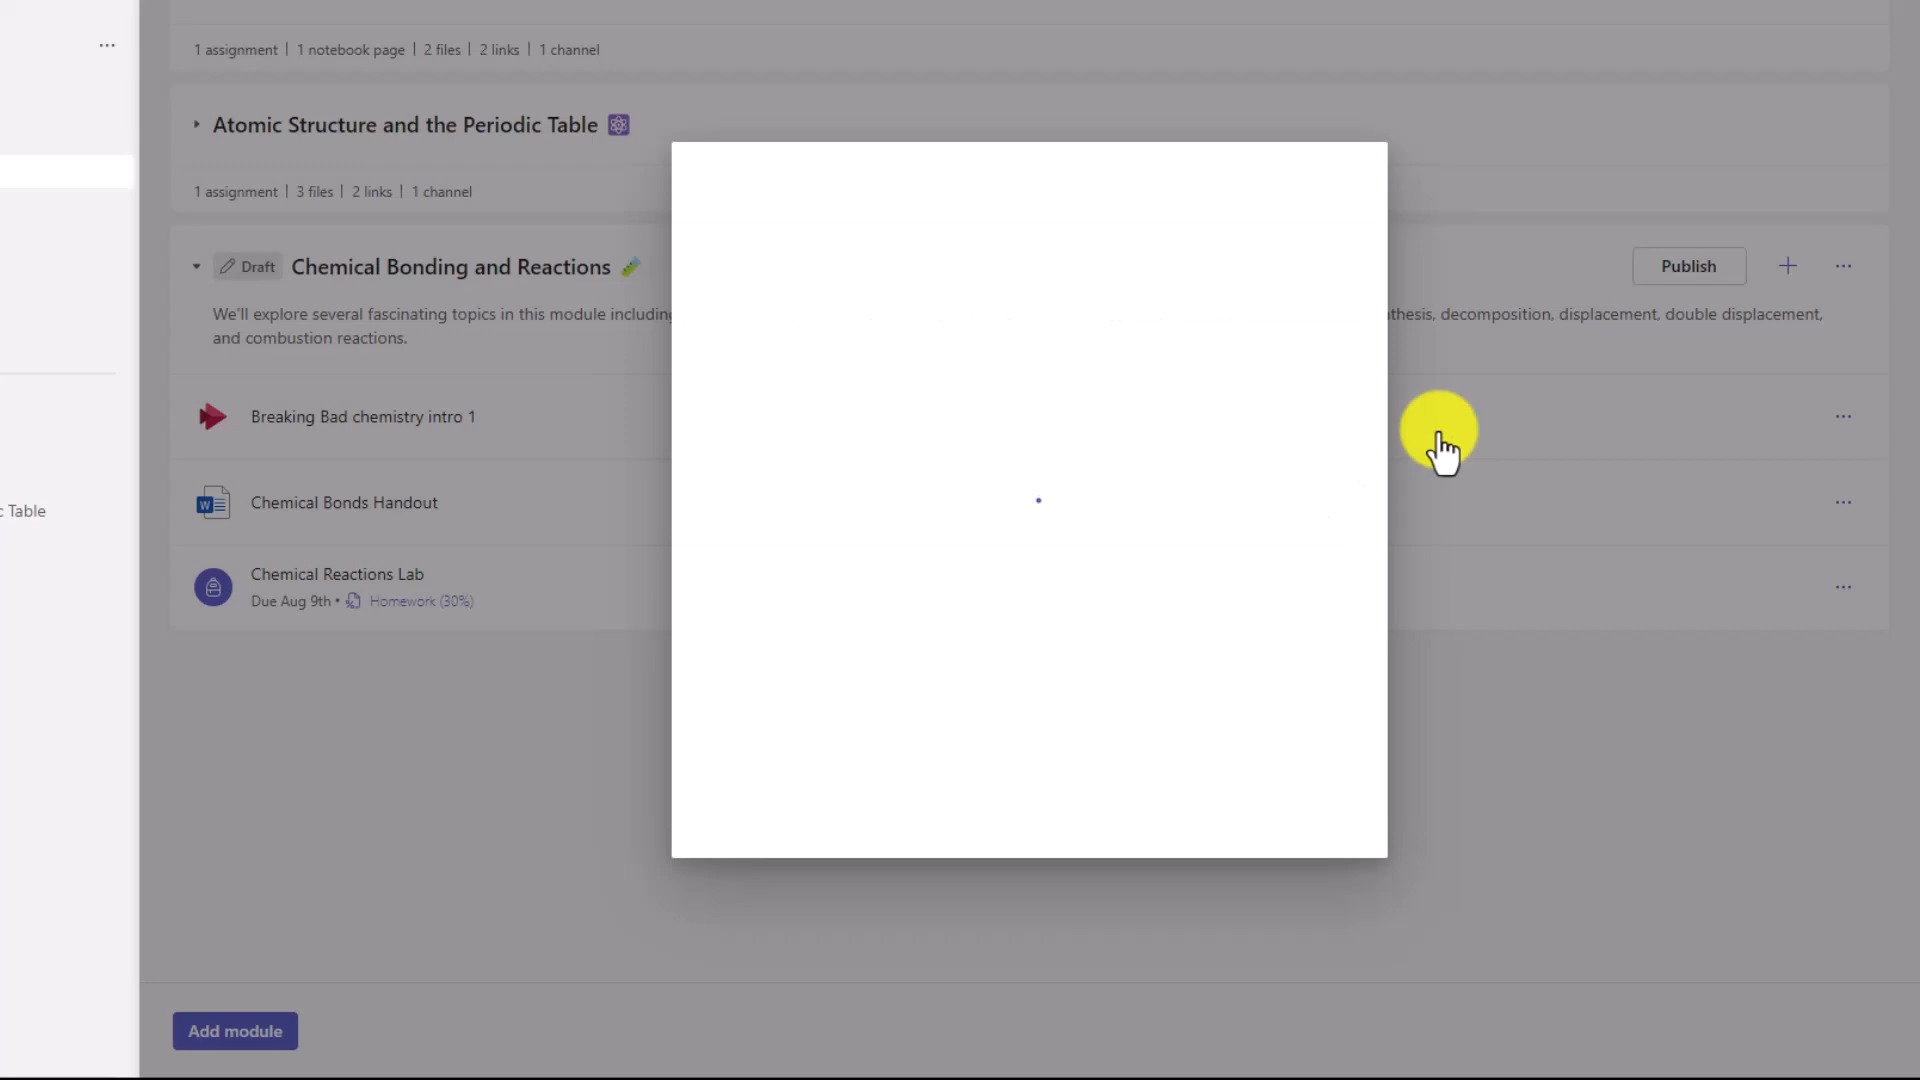 ...
1 assignment | 1 notebook page | 2 files | 2 links | 1 channel
Atomic Structure and the Periodic Table
1 assignment | 3 files | 2 links | 1 channel
Draft Chemical Bonding and Reactions Publish + ...
We'll explore several fascinating topics in this module including thesis, decomposition, displacement, double displacement,
and combustion reactions.
Breaking Bad chemistry intro 1 ...
W Chemical Bonds Handout ...
c Table
Chemical Reactions Lab ...
Due Aug 9th • Homework (30%)
Add module